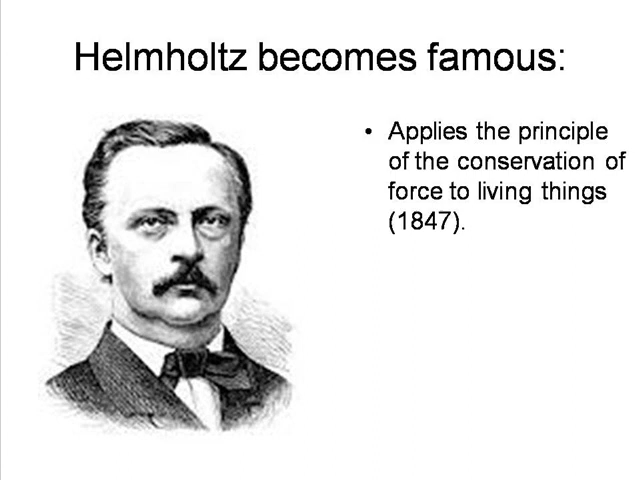 Helmholtz becomes famous:
• Applies the principle
of the conservation of
force to living things
(1847).